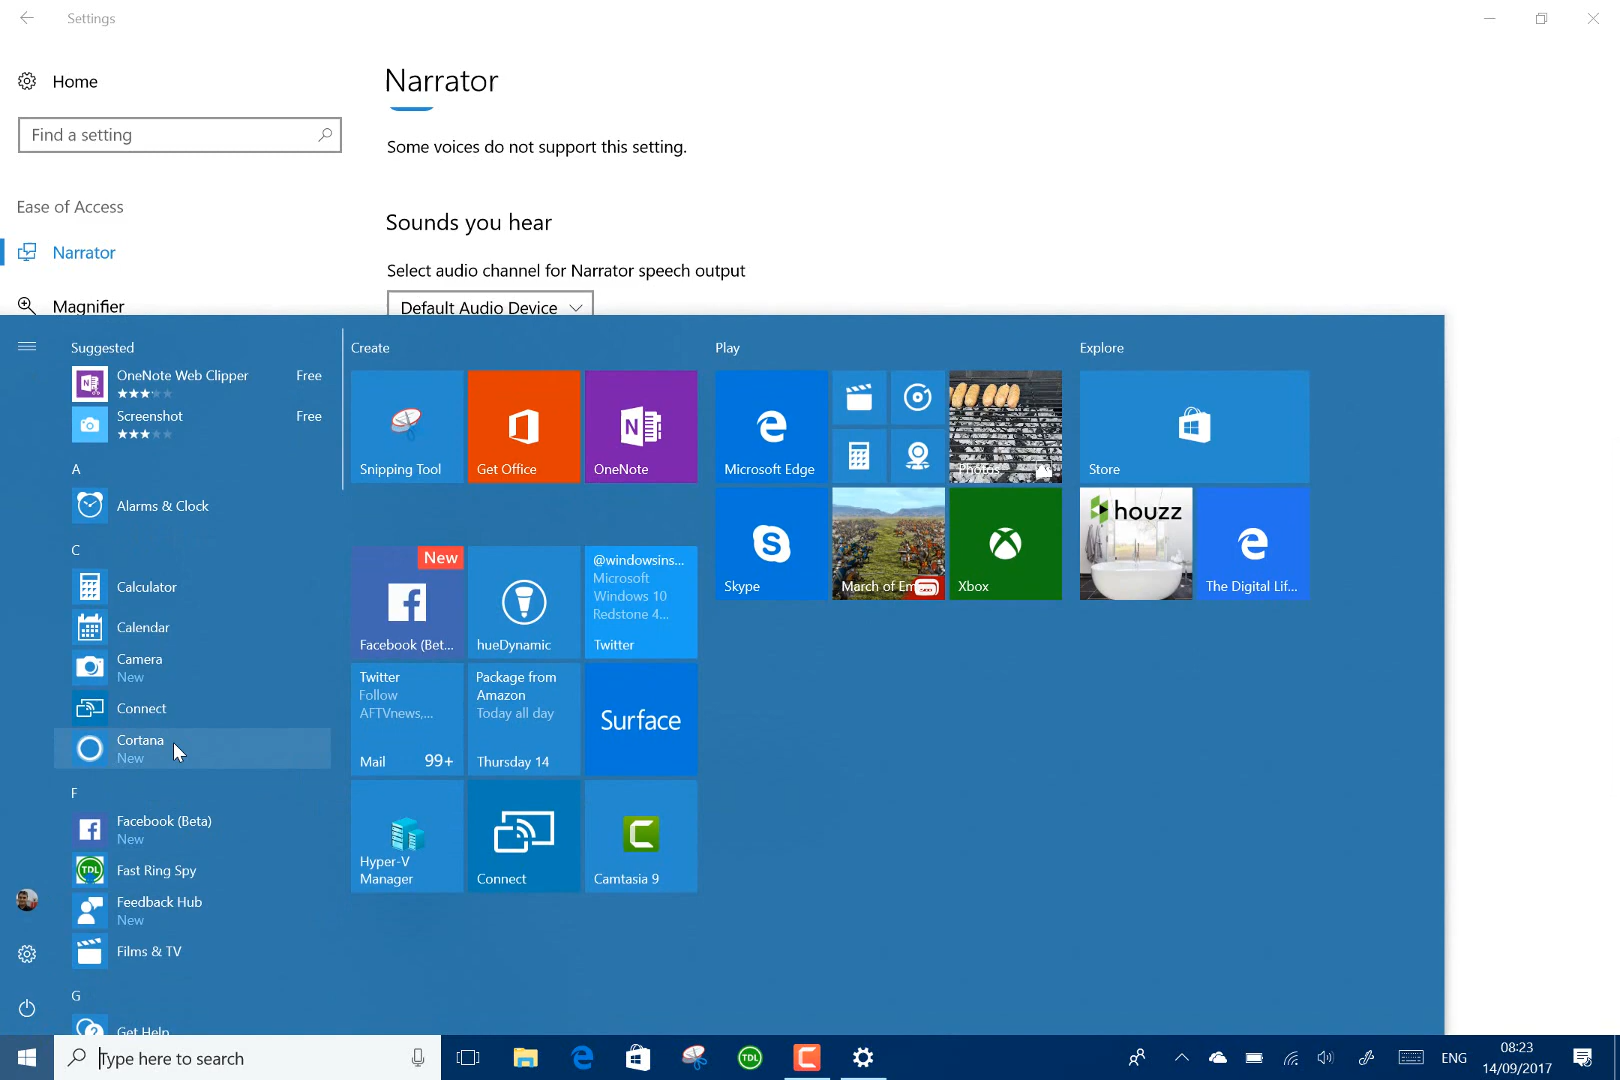 Settings
Home
Find a setting
Ease of Access
Narrator
Magnifier
Narrator
Some voices do not support this setting.
Sounds you hear
Select audio channel for Narrator speech output
Default Audio Device
Suggested
OneNote Web Clipper
Free
Screenshot
Free
A
Alarms & Clock
C
Calculator
Calendar
Camera
New
Connect
Cortana
New
F
Facebook (Beta)
New
TDL
Fast Ring Spy
Feedback Hub
New
Films & TV
G
Get Help
Create
Snipping Tool
Get Office
N
OneNote
New
Facebook (Bet...
hueDynamic
@windowsins...
Microsoft
Windows 10
Redstone 4...
Twitter
Twitter
Follow
AFTVnews,...
Mail 99+
Package from
Amazon
Today all day
Thursday 14
Surface
Hyper-V
Manager
Connect
Camtasia 9
Play
Microsoft Edge
Photos
Skype
March of Em
Xbox
Explore
Store
houzz
The Digital Lif...
Type here to search
TDL
ENG
08:23
14/09/2017